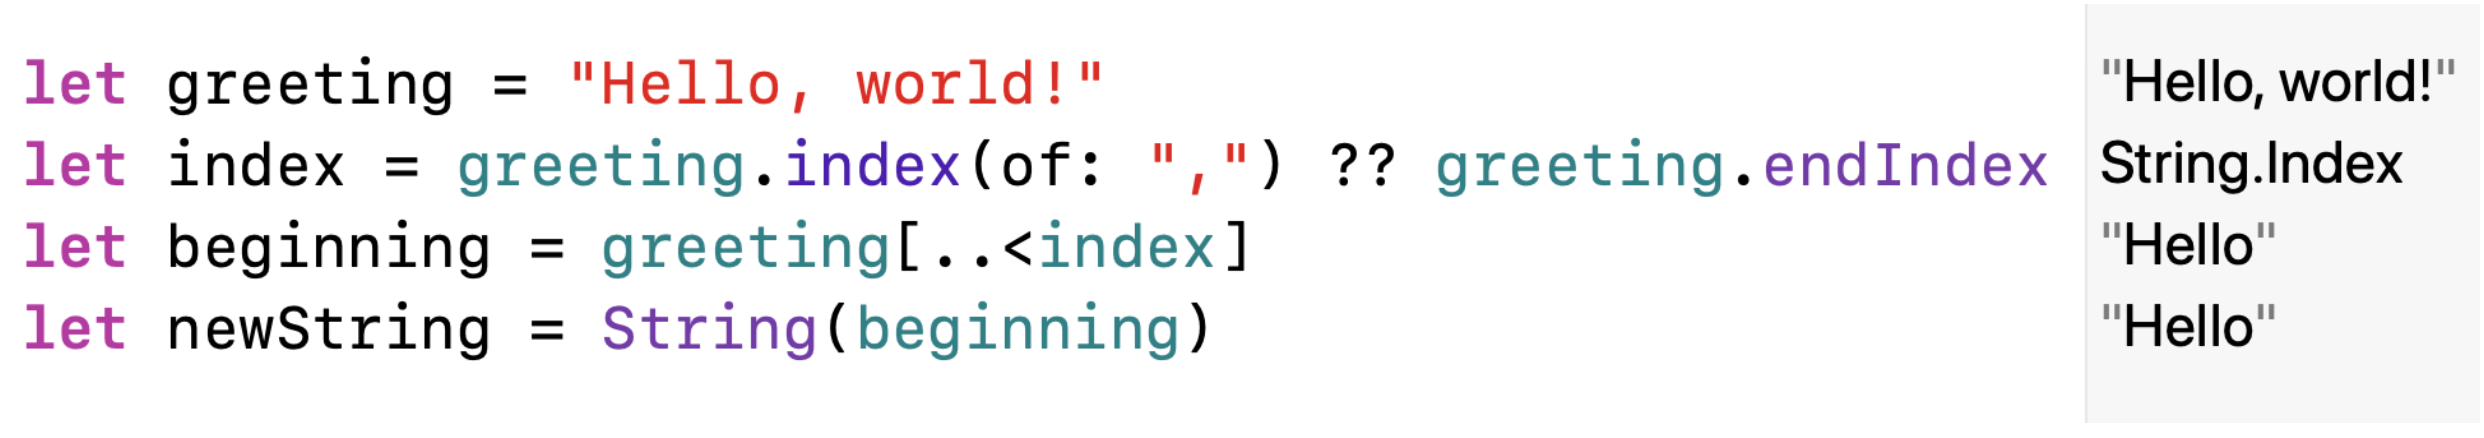 let greeting = "Hello, world!" "Hello, world!"
let index = greeting.index(of: ",") ?? greeting.endIndex String.Index
let beginning = greeting[..<index] "Hello"
let newString = String(beginning) "Hello"